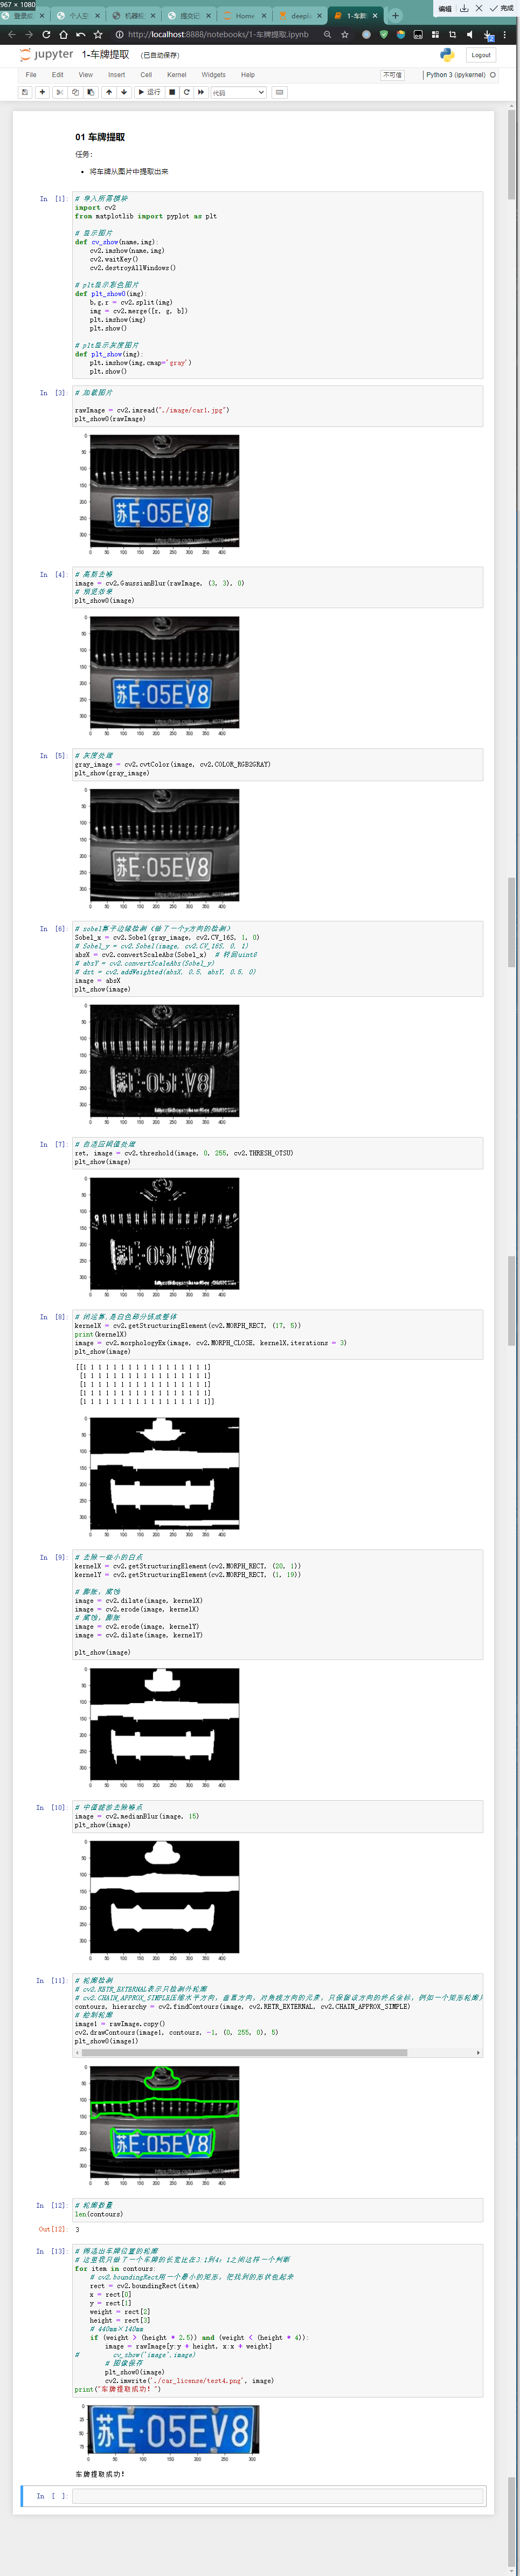 967 × 1080
编辑
完成
登录成
个人空
机器视
提交记
Home
deepla
1-车牌
http://localhost:8888/notebooks/1-车牌提取.ipynb
jupyter 1-车牌提取 (已自动保存)
Logout
File Edit View Insert Cell Kernel Widgets Help
不可信
Python 3 (ipykernel)
运行
代码
01 车牌提取
任务：
将车牌从图片中提取出来
In [1]:
# 导入所需模块
import cv2
from matplotlib import pyplot as plt
# 显示图片
def cv_show(name,img):
cv2.imshow(name,img)
cv2.waitKey()
cv2.destroyAllWindows()
# plt显示彩色图片
def plt_show0(img):
b,g,r = cv2.split(img)
img = cv2.merge([r, g, b])
plt.imshow(img)
plt.show()
# plt显示灰度图片
def plt_show(img):
plt.imshow(img,cmap='gray')
plt.show()
In [3]:
# 加载图片
rawImage = cv2.imread("./image/car1.jpg")
plt_show0(rawImage)
苏E·05EV8
In [4]:
# 高斯去噪
image = cv2.GaussianBlur(rawImage, (3, 3), 0)
# 预览效果
plt_show0(image)
苏E·05EV8
In [5]:
# 灰度处理
gray_image = cv2.cvtColor(image, cv2.COLOR_RGB2GRAY)
plt_show(gray_image)
苏E·05EV8
In [6]:
# sobel算子边缘检测（做了一个y方向的检测）
Sobel_x = cv2.Sobel(gray_image, cv2.CV_16S, 1, 0)
# Sobel_y = cv2.Sobel(image, cv2.CV_16S, 0, 1)
absX = cv2.convertScaleAbs(Sobel_x) # 转回uint8
# absY = cv2.convertScaleAbs(Sobel_y)
# dst = cv2.addWeighted(absX, 0.5, absY, 0.5, 0)
image = absX
plt_show(image)
苏E·05EV8
In [7]:
# 自适应阈值处理
ret, image = cv2.threshold(image, 0, 255, cv2.THRESH_OTSU)
plt_show(image)
In [8]:
# 闭运算,是白色部分练成整体
kernelX = cv2.getStructuringElement(cv2.MORPH_RECT, (17, 5))
print(kernelX)
image = cv2.morphologyEx(image, cv2.MORPH_CLOSE, kernelX,iterations = 3)
plt_show(image)
[[1 1 1 1 1 1 1 1 1 1 1 1 1 1 1 1 1]
[1 1 1 1 1 1 1 1 1 1 1 1 1 1 1 1 1]
[1 1 1 1 1 1 1 1 1 1 1 1 1 1 1 1 1]
[1 1 1 1 1 1 1 1 1 1 1 1 1 1 1 1 1]
[1 1 1 1 1 1 1 1 1 1 1 1 1 1 1 1 1]]
In [9]:
# 去除一些小的白点
kernelX = cv2.getStructuringElement(cv2.MORPH_RECT, (20, 1))
kernelY = cv2.getStructuringElement(cv2.MORPH_RECT, (1, 19))
# 膨胀，腐蚀
image = cv2.dilate(image, kernelX)
image = cv2.erode(image, kernelX)
# 腐蚀，膨胀
image = cv2.erode(image, kernelY)
image = cv2.dilate(image, kernelY)
plt_show(image)
In [10]:
# 中值滤波去除噪点
image = cv2.medianBlur(image, 15)
plt_show(image)
In [11]:
# 轮廓检测
# cv2.RETR_EXTERNAL表示只检测外轮廓
# cv2.CHAIN_APPROX_SIMPLE压缩水平方向，垂直方向，对角线方向的元素，只保留该方向的终点坐标，例如一个矩形轮廓只
contours, hierarchy = cv2.findContours(image, cv2.RETR_EXTERNAL, cv2.CHAIN_APPROX_SIMPLE)
# 绘制轮廓
image1 = rawImage.copy()
cv2.drawContours(image1, contours, -1, (0, 255, 0), 5)
plt_show0(image1)
苏E·05EV8
In [12]:
# 轮廓数量
len(contours)
Out[12]: 3
In [13]:
# 筛选出车牌位置的轮廓
# 这里我只做了一个车牌的长宽比在3:1到4：1之间这样一个判断
for item in contours:
# cv2.boundingRect用一个最小的矩形，把找到的形状包起来
rect = cv2.boundingRect(item)
x = rect[0]
y = rect[1]
weight = rect[2]
height = rect[3]
# 440mm×140mm
if (weight > (height * 2.5)) and (weight < (height * 4)):
image = rawImage[y:y + height, x:x + weight]
# cv_show('image',image)
# 图像保存
plt_show0(image)
cv2.imwrite('./car_license/test4.png', image)
print("车牌提取成功！")
苏E·05EV8
车牌提取成功！
In [ ]: